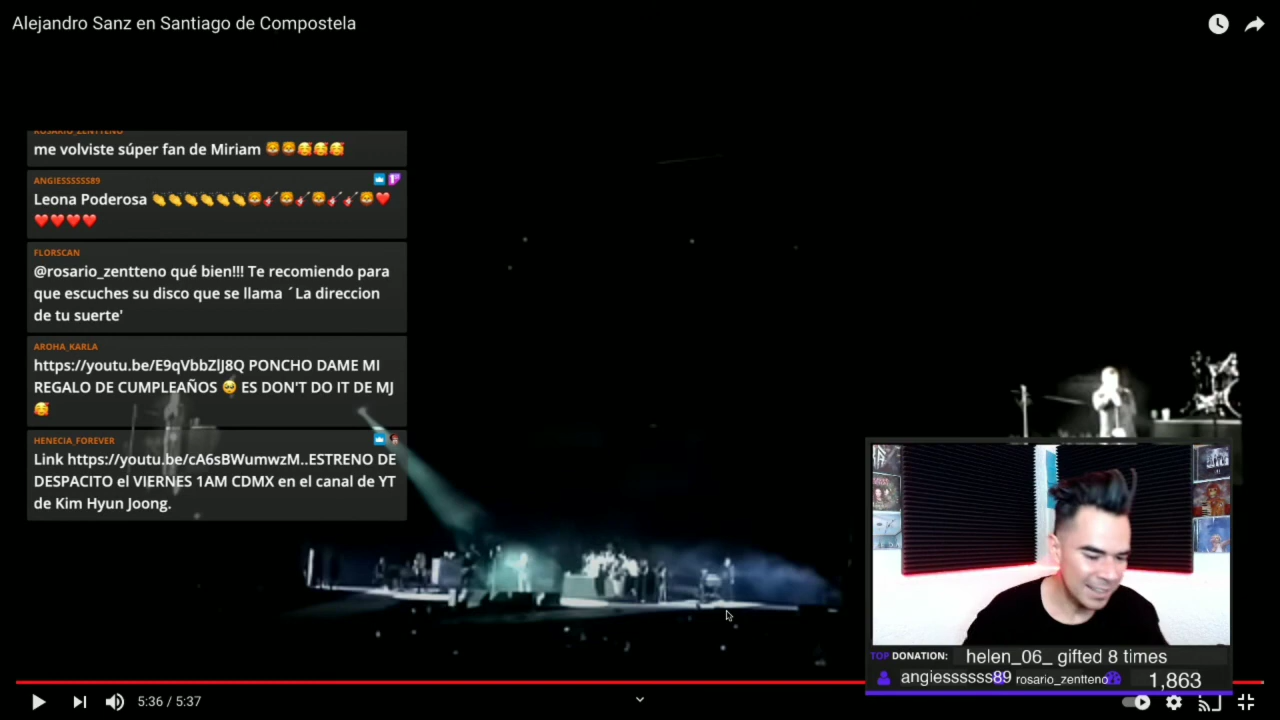 Alejandro Sanz en Santiago de Compostela
ROSARIO_ZENTTENO
me volviste súper fan de Miriam 🦁🦁🥰🥰🥰
ANGIESSSSSS89
Leona Poderosa 👏👏👏👏👏👏🦁🎸🦁🎸🦁🎸🎸🦁❤️
❤️❤️❤️❤️
FLORSCAN
@rosario_zentteno qué bien!!! Te recomiendo para
que escuches su disco que se llama ´La direccion
de tu suerte'
AROHA_KARLA
https://youtu.be/E9qVbbZlJ8Q PONCHO DAME MI
REGALO DE CUMPLEAÑOS 🥹 ES DON'T DO IT DE MJ
🥰
HENECIA_FOREVER
Link https://youtu.be/cA6sBWumwzM..ESTRENO DE
DESPACITO el VIERNES 1AM CDMX en el canal de YT
de Kim Hyun Joong.
TOP DONATION: helen_06_ gifted 8 times
angiessssss89 rosario_zentteno 1,863
5:36 / 5:37